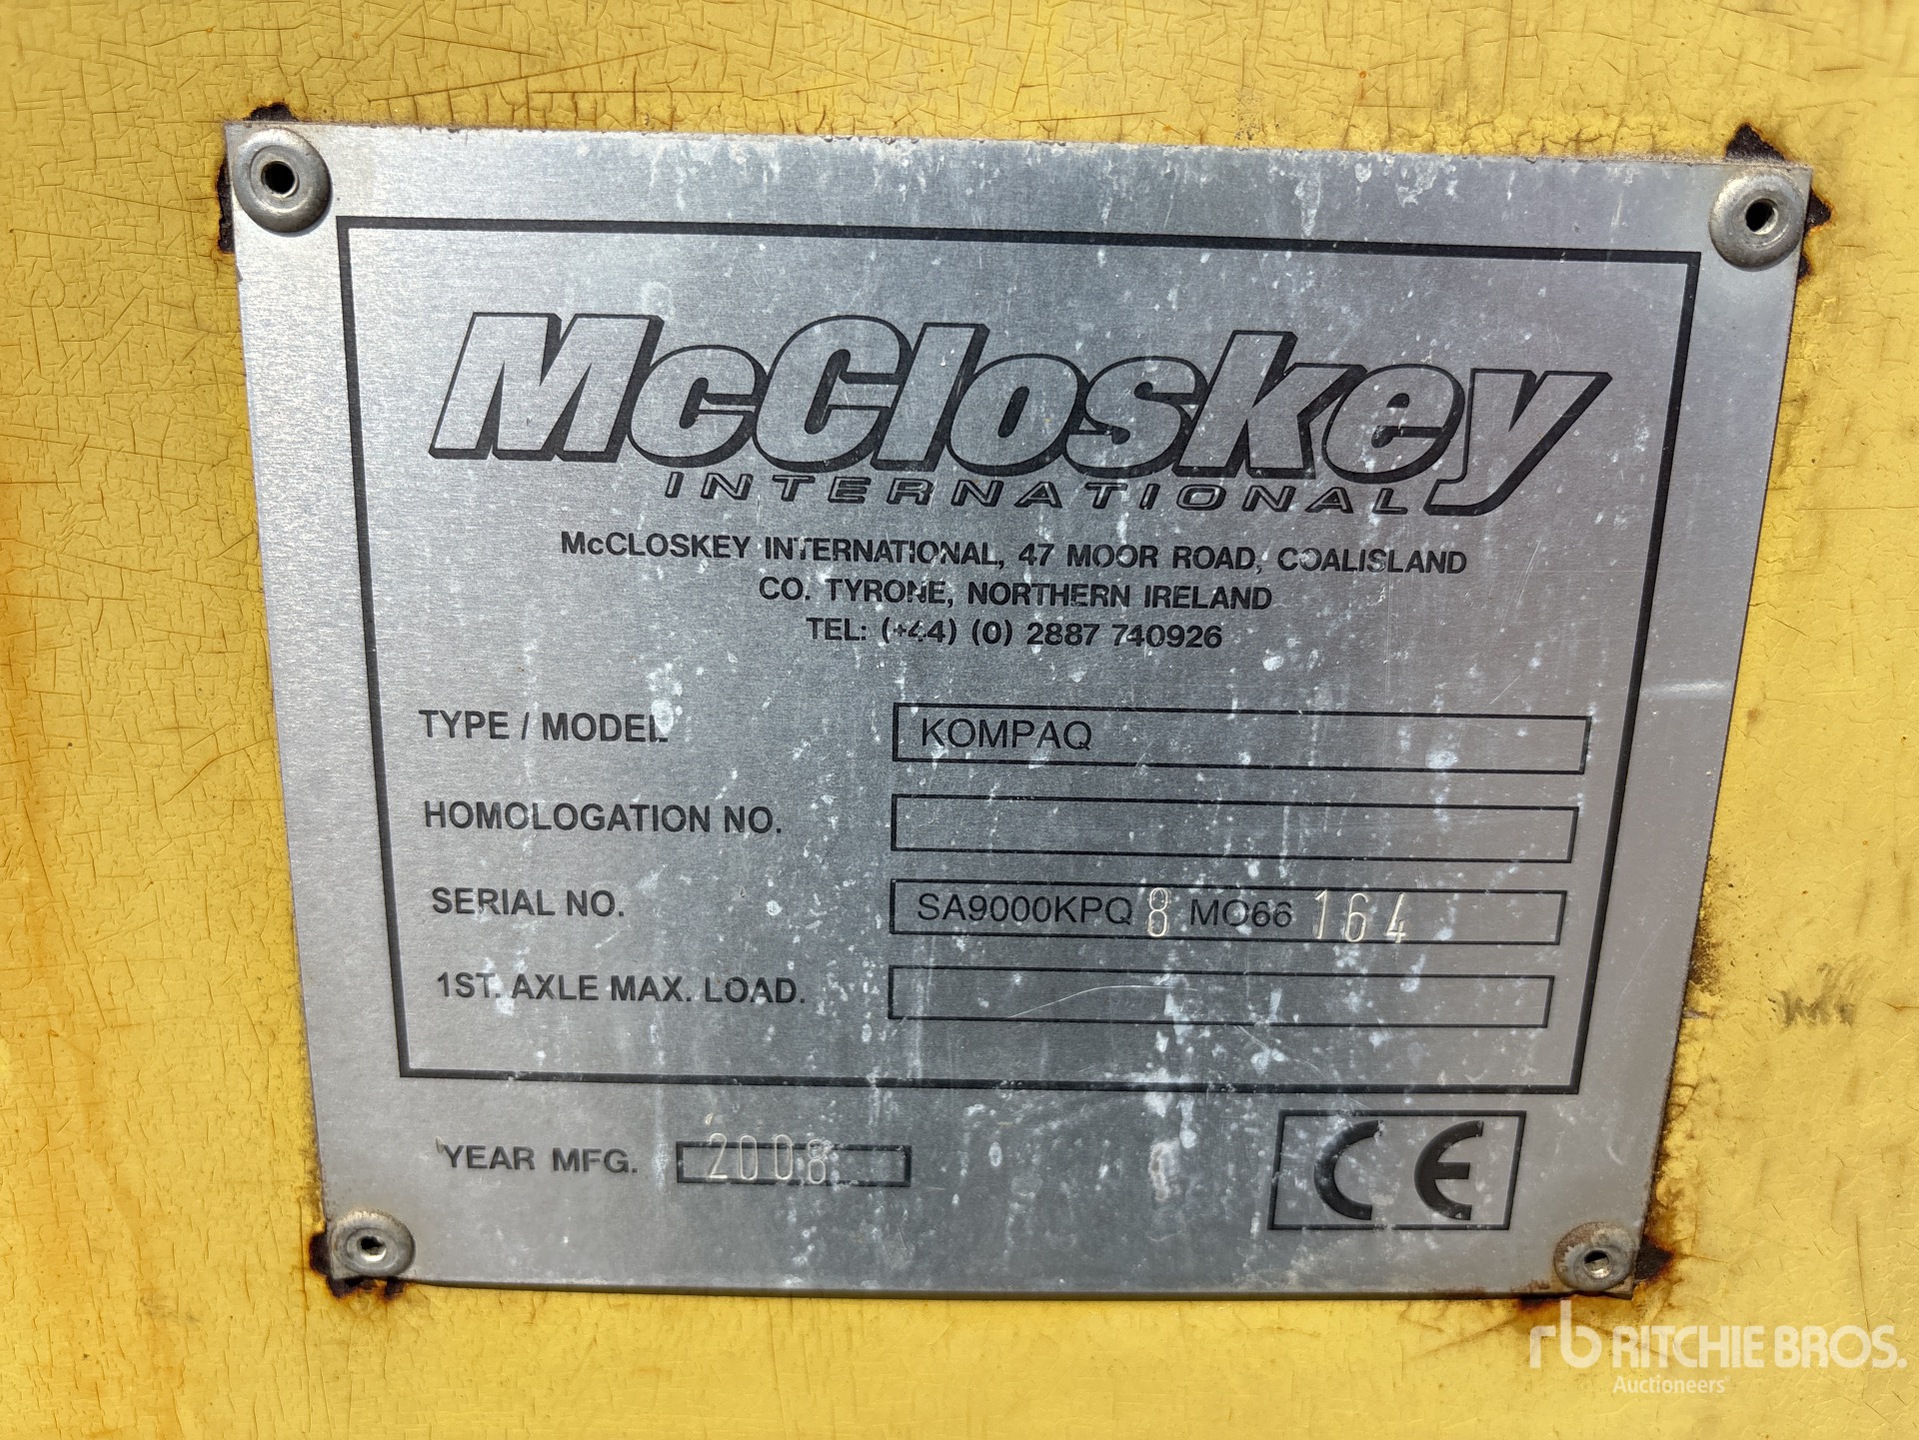 McCloskey
INTERNATIONAL
McCLOSKEY INTERNATIONAL, 47 MOOR ROAD, COALISLAND
CO. TYRONE, NORTHERN IRELAND
TEL: (+44) (0) 2887 740926
TYPE / MODEL KOMPAQ
HOMOLOGATION NO.
SERIAL NO. SA9000KPQ 8 MO66 164
1ST. AXLE MAX. LOAD.
YEAR MFG. 2008
CE
rb RITCHIE BROS.
Auctioneers